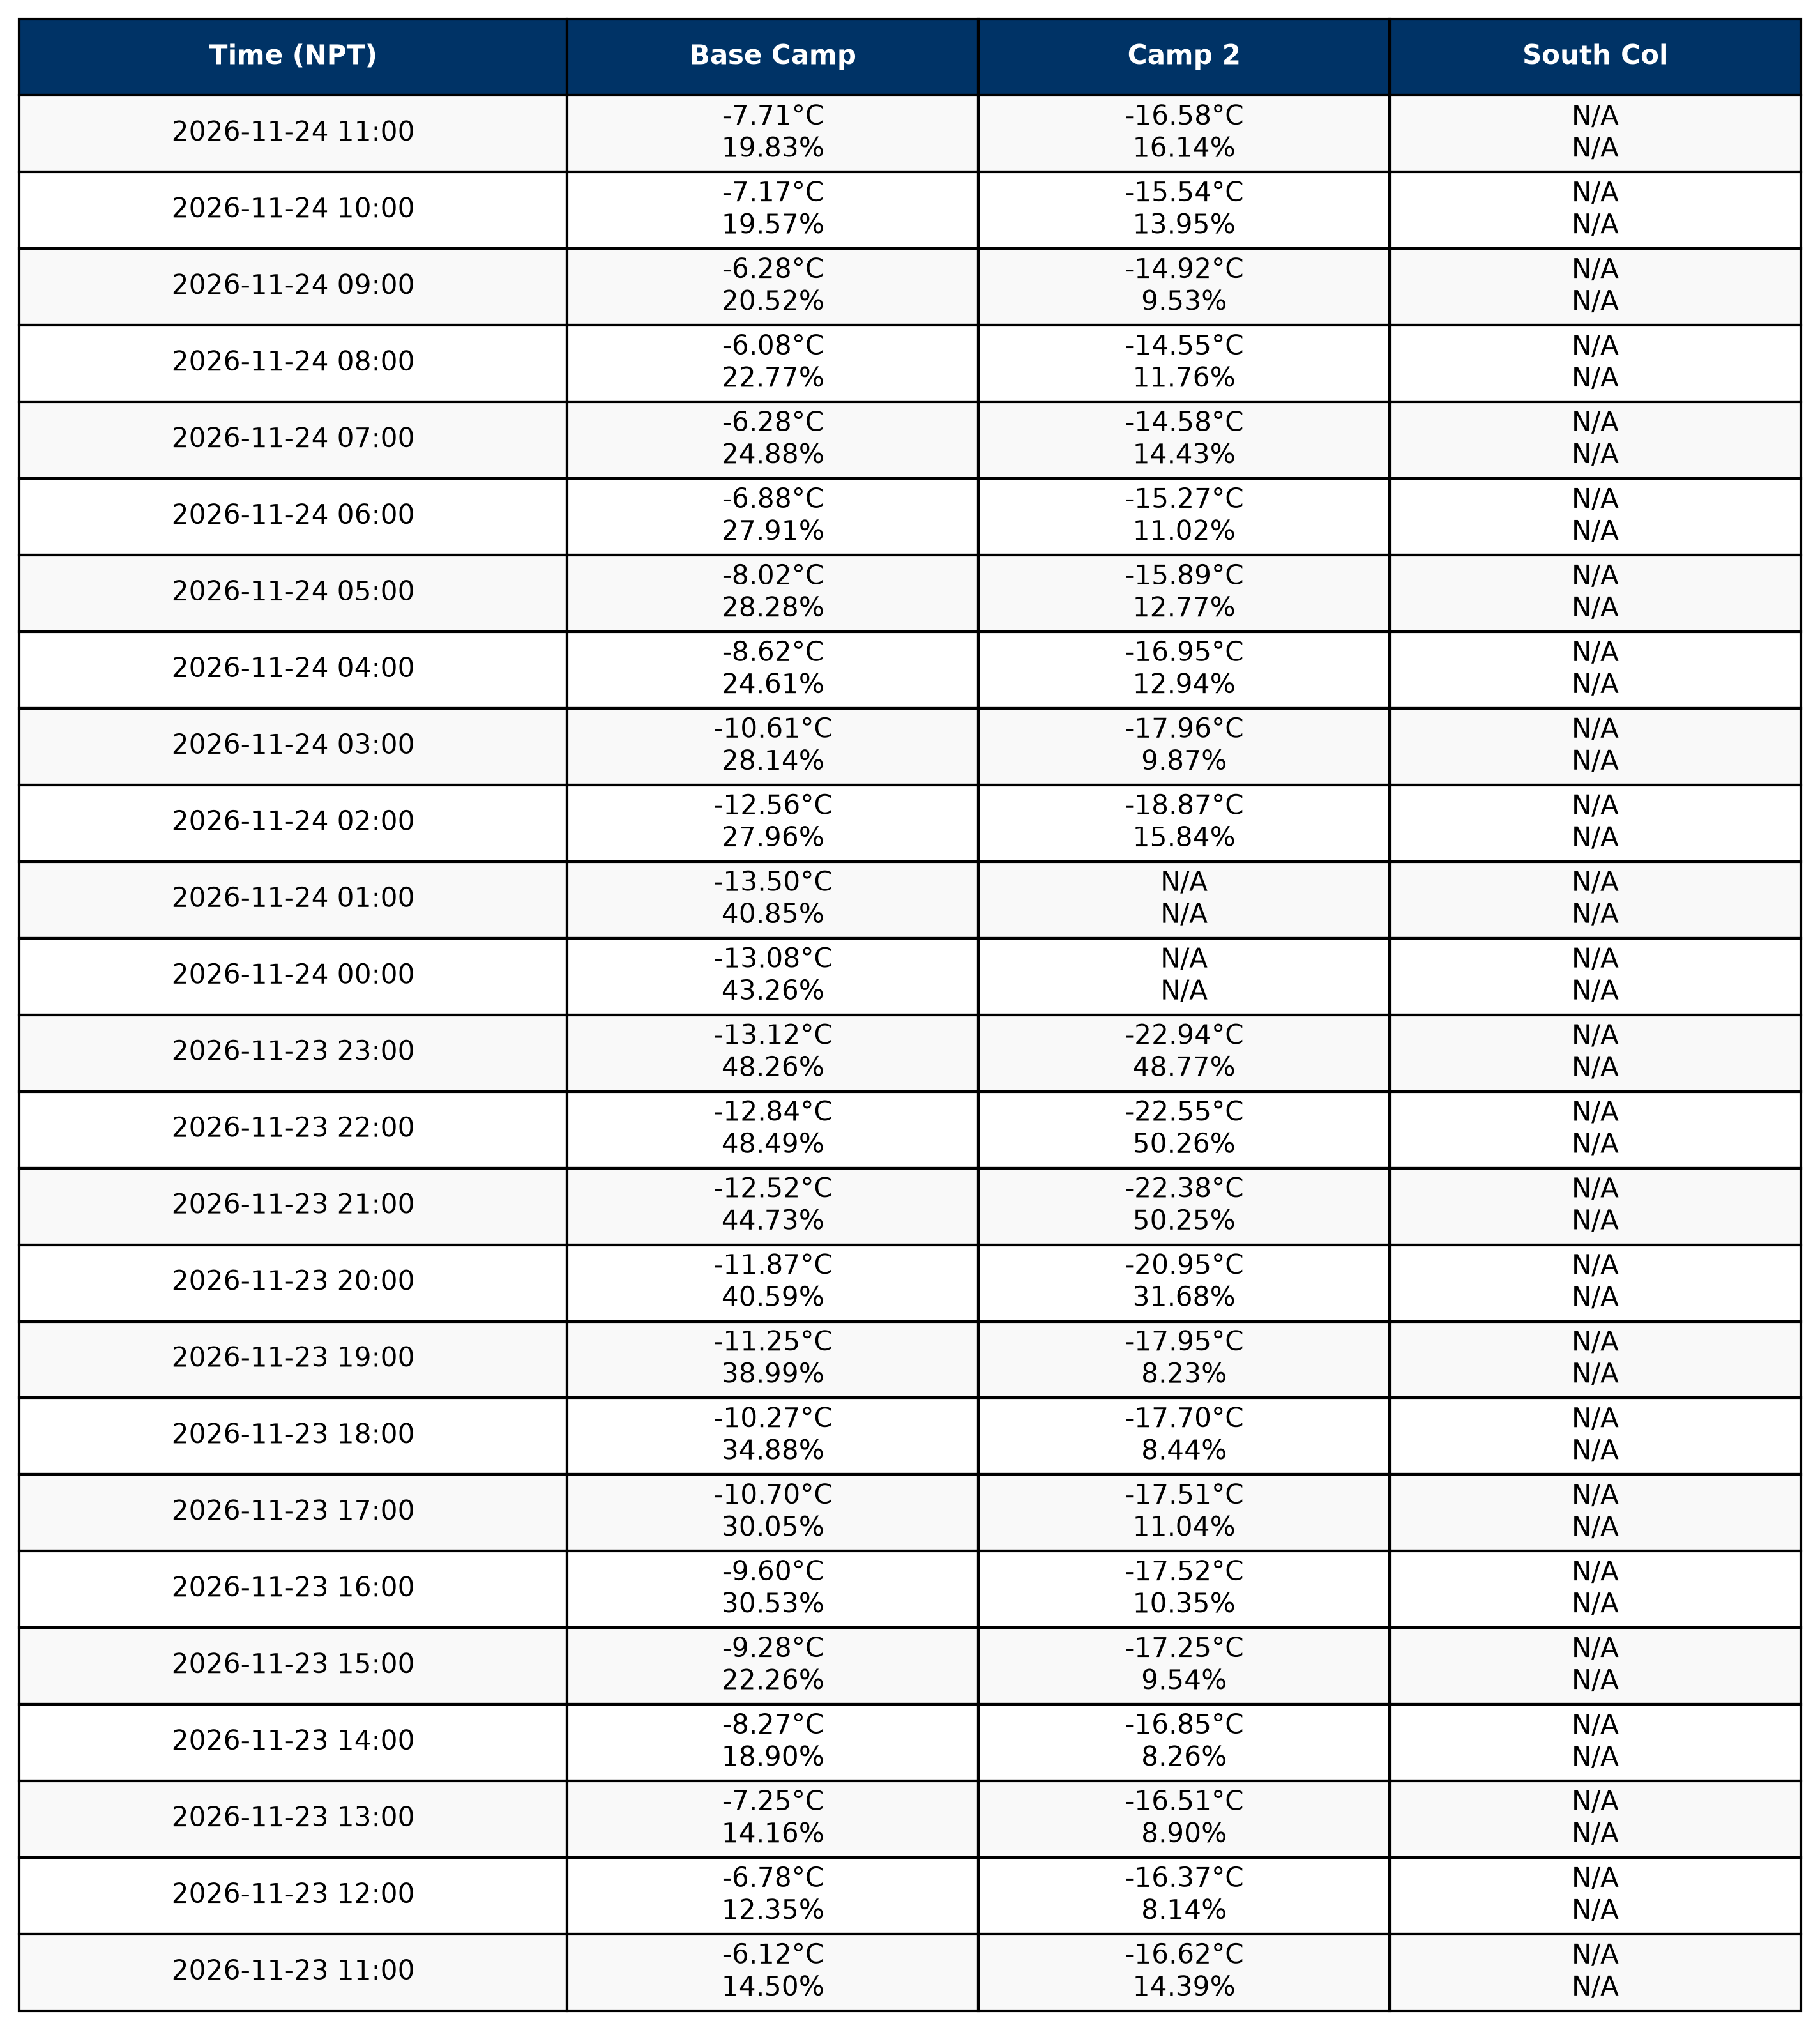 Time (NPT) Base Camp Camp 2 South Col
2026-11-24 11:00 -7.71°C 19.83% -16.58°C 16.14% N/A N/A
2026-11-24 10:00 -7.17°C 19.57% -15.54°C 13.95% N/A N/A
2026-11-24 09:00 -6.28°C 20.52% -14.92°C 9.53% N/A N/A
2026-11-24 08:00 -6.08°C 22.77% -14.55°C 11.76% N/A N/A
2026-11-24 07:00 -6.28°C 24.88% -14.58°C 14.43% N/A N/A
2026-11-24 06:00 -6.88°C 27.91% -15.27°C 11.02% N/A N/A
2026-11-24 05:00 -8.02°C 28.28% -15.89°C 12.77% N/A N/A
2026-11-24 04:00 -8.62°C 24.61% -16.95°C 12.94% N/A N/A
2026-11-24 03:00 -10.61°C 28.14% -17.96°C 9.87% N/A N/A
2026-11-24 02:00 -12.56°C 27.96% -18.87°C 15.84% N/A N/A
2026-11-24 01:00 -13.50°C 40.85% N/A N/A N/A N/A
2026-11-24 00:00 -13.08°C 43.26% N/A N/A N/A N/A
2026-11-23 23:00 -13.12°C 48.26% -22.94°C 48.77% N/A N/A
2026-11-23 22:00 -12.84°C 48.49% -22.55°C 50.26% N/A N/A
2026-11-23 21:00 -12.52°C 44.73% -22.38°C 50.25% N/A N/A
2026-11-23 20:00 -11.87°C 40.59% -20.95°C 31.68% N/A N/A
2026-11-23 19:00 -11.25°C 38.99% -17.95°C 8.23% N/A N/A
2026-11-23 18:00 -10.27°C 34.88% -17.70°C 8.44% N/A N/A
2026-11-23 17:00 -10.70°C 30.05% -17.51°C 11.04% N/A N/A
2026-11-23 16:00 -9.60°C 30.53% -17.52°C 10.35% N/A N/A
2026-11-23 15:00 -9.28°C 22.26% -17.25°C 9.54% N/A N/A
2026-11-23 14:00 -8.27°C 18.90% -16.85°C 8.26% N/A N/A
2026-11-23 13:00 -7.25°C 14.16% -16.51°C 8.90% N/A N/A
2026-11-23 12:00 -6.78°C 12.35% -16.37°C 8.14% N/A N/A
2026-11-23 11:00 -6.12°C 14.50% -16.62°C 14.39% N/A N/A